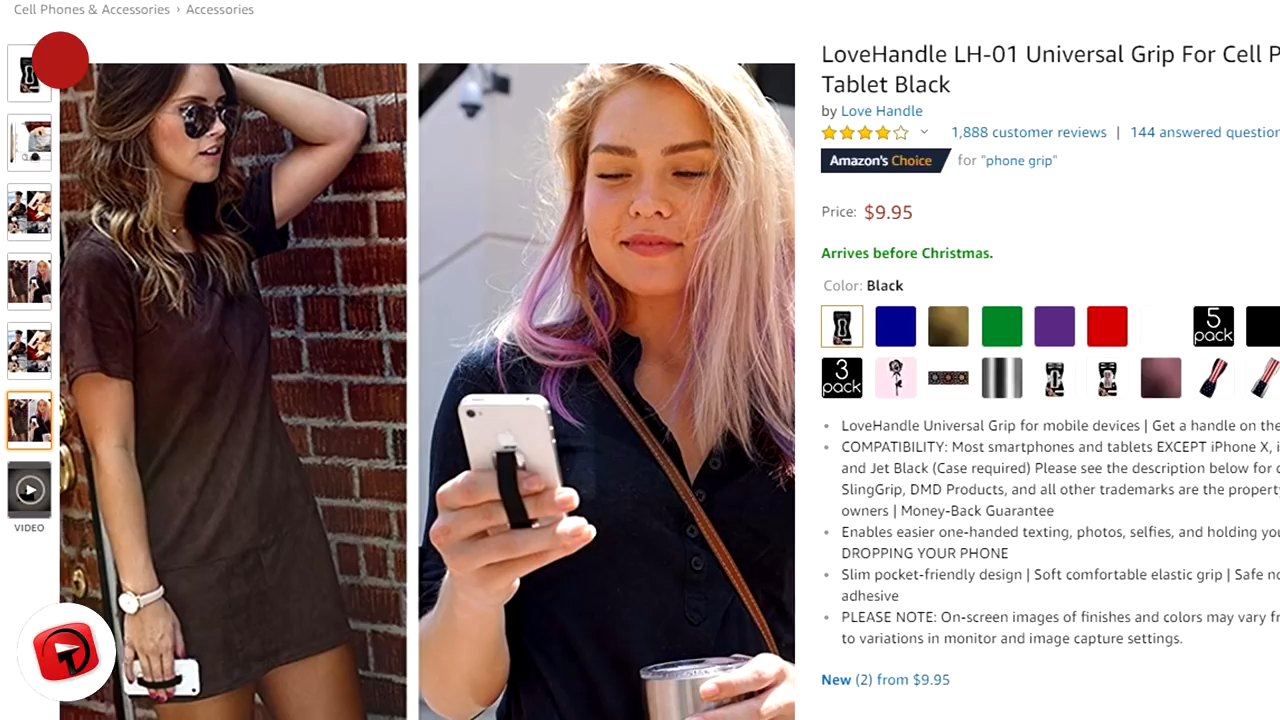 Cell Phones & Accessories › Accessories
LoveHandle LH-01 Universal Grip For Cell P
Tablet Black
by Love Handle
1,888 customer reviews | 144 answered question
Amazon's Choice for "phone grip"
Price: $9.95
Arrives before Christmas.
Color: Black
5
pack
3
pack
LoveHandle Universal Grip for mobile devices | Get a handle on the
COMPATIBILITY: Most smartphones and tablets EXCEPT iPhone X, i
and Jet Black (Case required) Please see the description below for
SlingGrip, DMD Products, and all other trademarks are the property
owners | Money-Back Guarantee
Enables easier one-handed texting, photos, selfies, and holding you
DROPPING YOUR PHONE
Slim pocket-friendly design | Soft comfortable elastic grip | Safe no
adhesive
PLEASE NOTE: On-screen images of finishes and colors may vary fr
to variations in monitor and image capture settings.
VIDEO
New (2) from $9.95